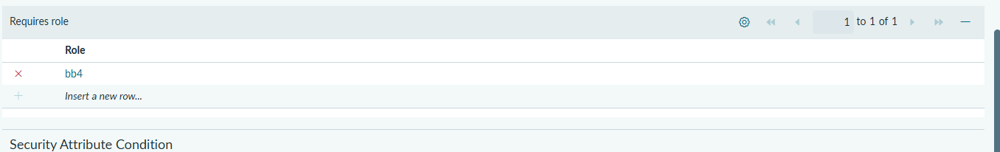 Requires role
1 to 1 of 1
Role
bb4
Insert a new row...
Security Attribute Condition